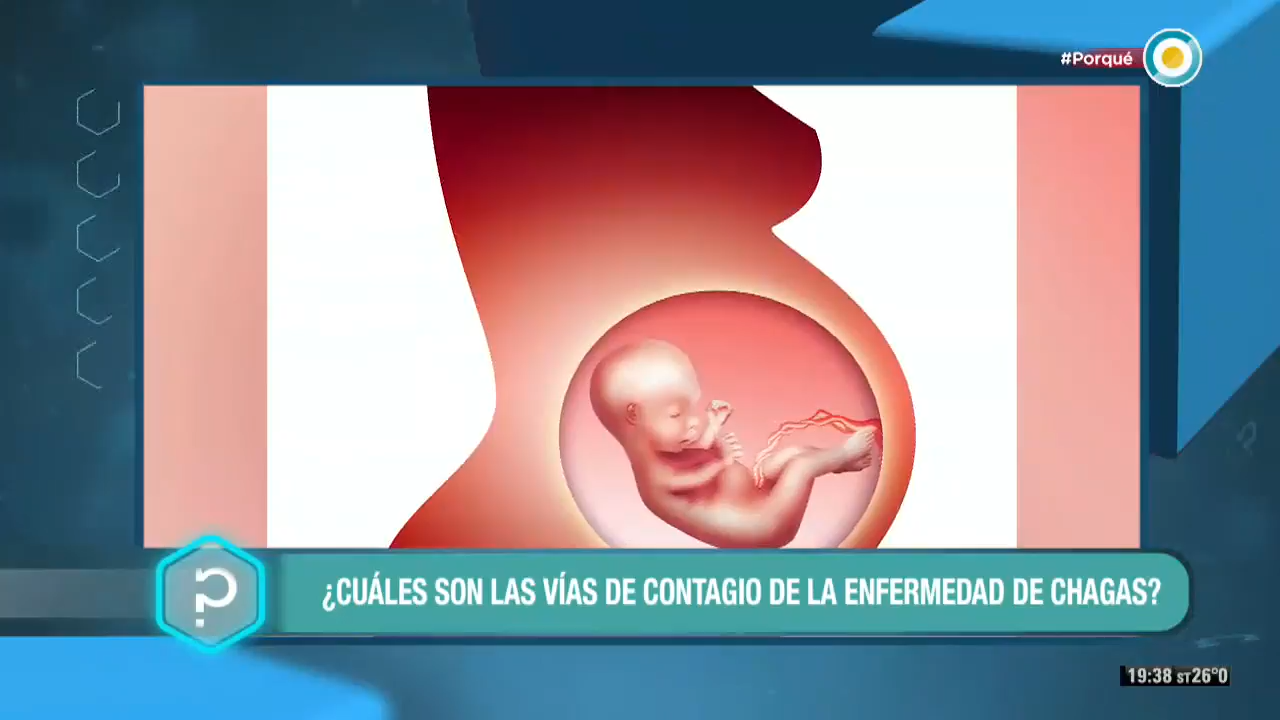 #Porqué
¿CUÁLES SON LAS VÍAS DE CONTAGIO DE LA ENFERMEDAD DE CHAGAS?
19:38 ST26°0